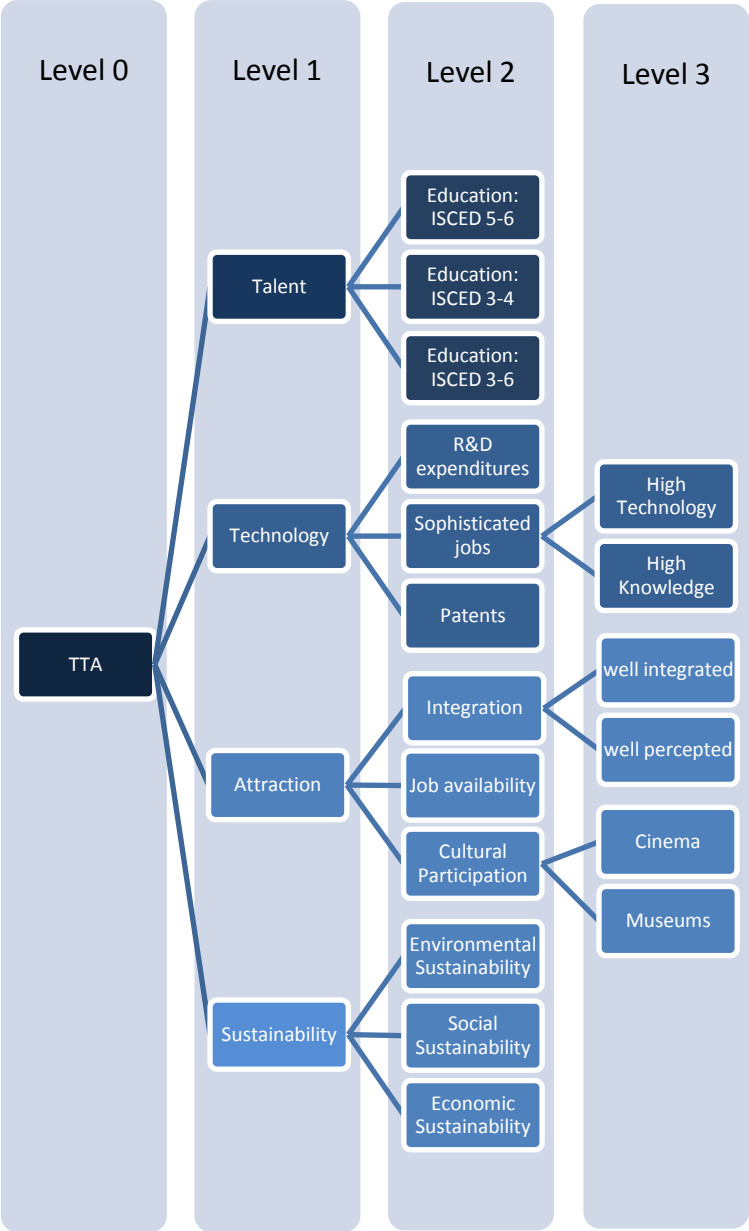 Level 0
Level 1
Level 2
Level 3
TTA
Talent
Technology
Attraction
Sustainability
Education:
ISCED 5-6
Education:
ISCED 3-4
Education:
ISCED 3-6
R&D
expenditures
Sophisticated
jobs
Patents
Integration
Job availability
Cultural
Participation
Environmental
Sustainability
Social
Sustainability
Economic
Sustainability
High
Technology
High
Knowledge
well integrated
well percepted
Cinema
Museums